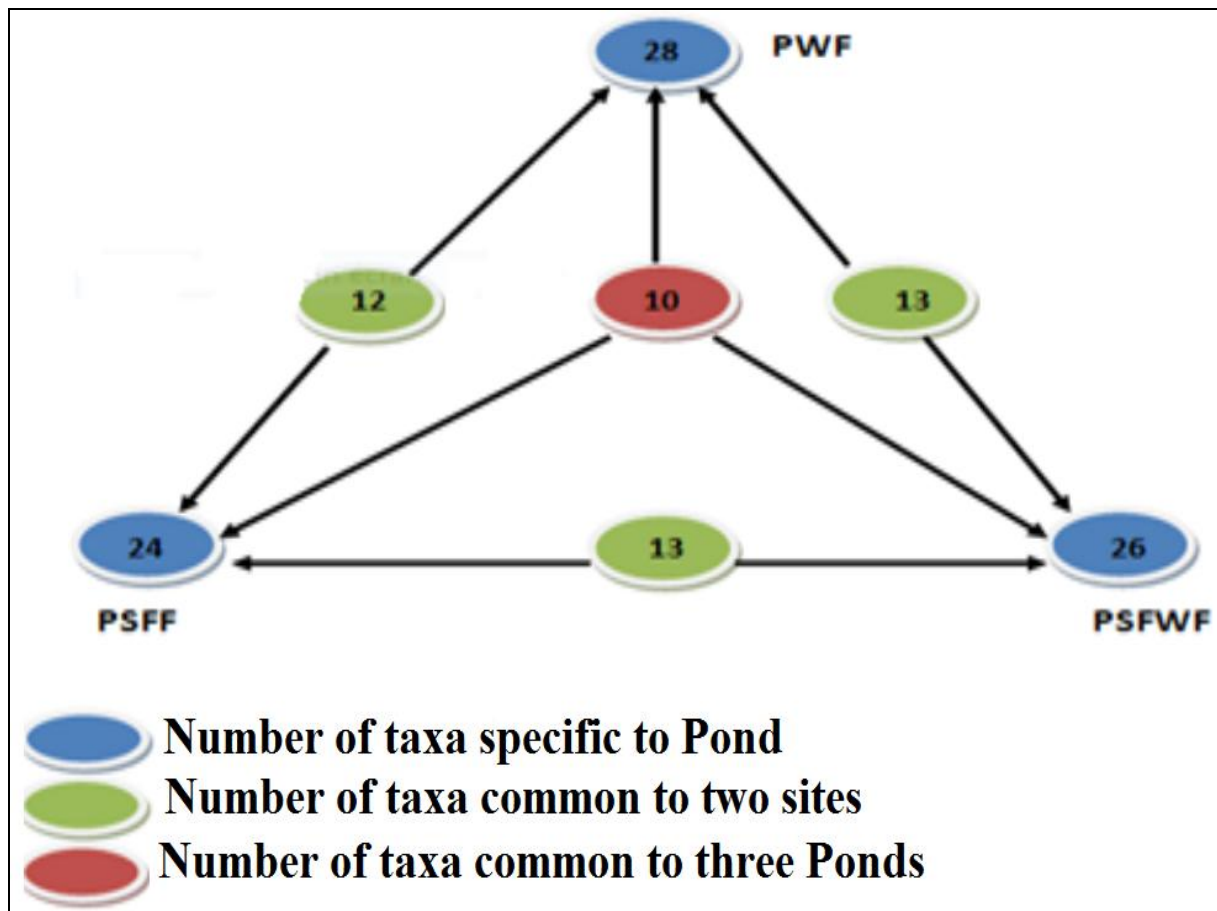 28 PWF
12 10 13
24 13 26
PSFF PSFWF
Number of taxa specific to Pond
Number of taxa common to two sites
Number of taxa common to three Ponds